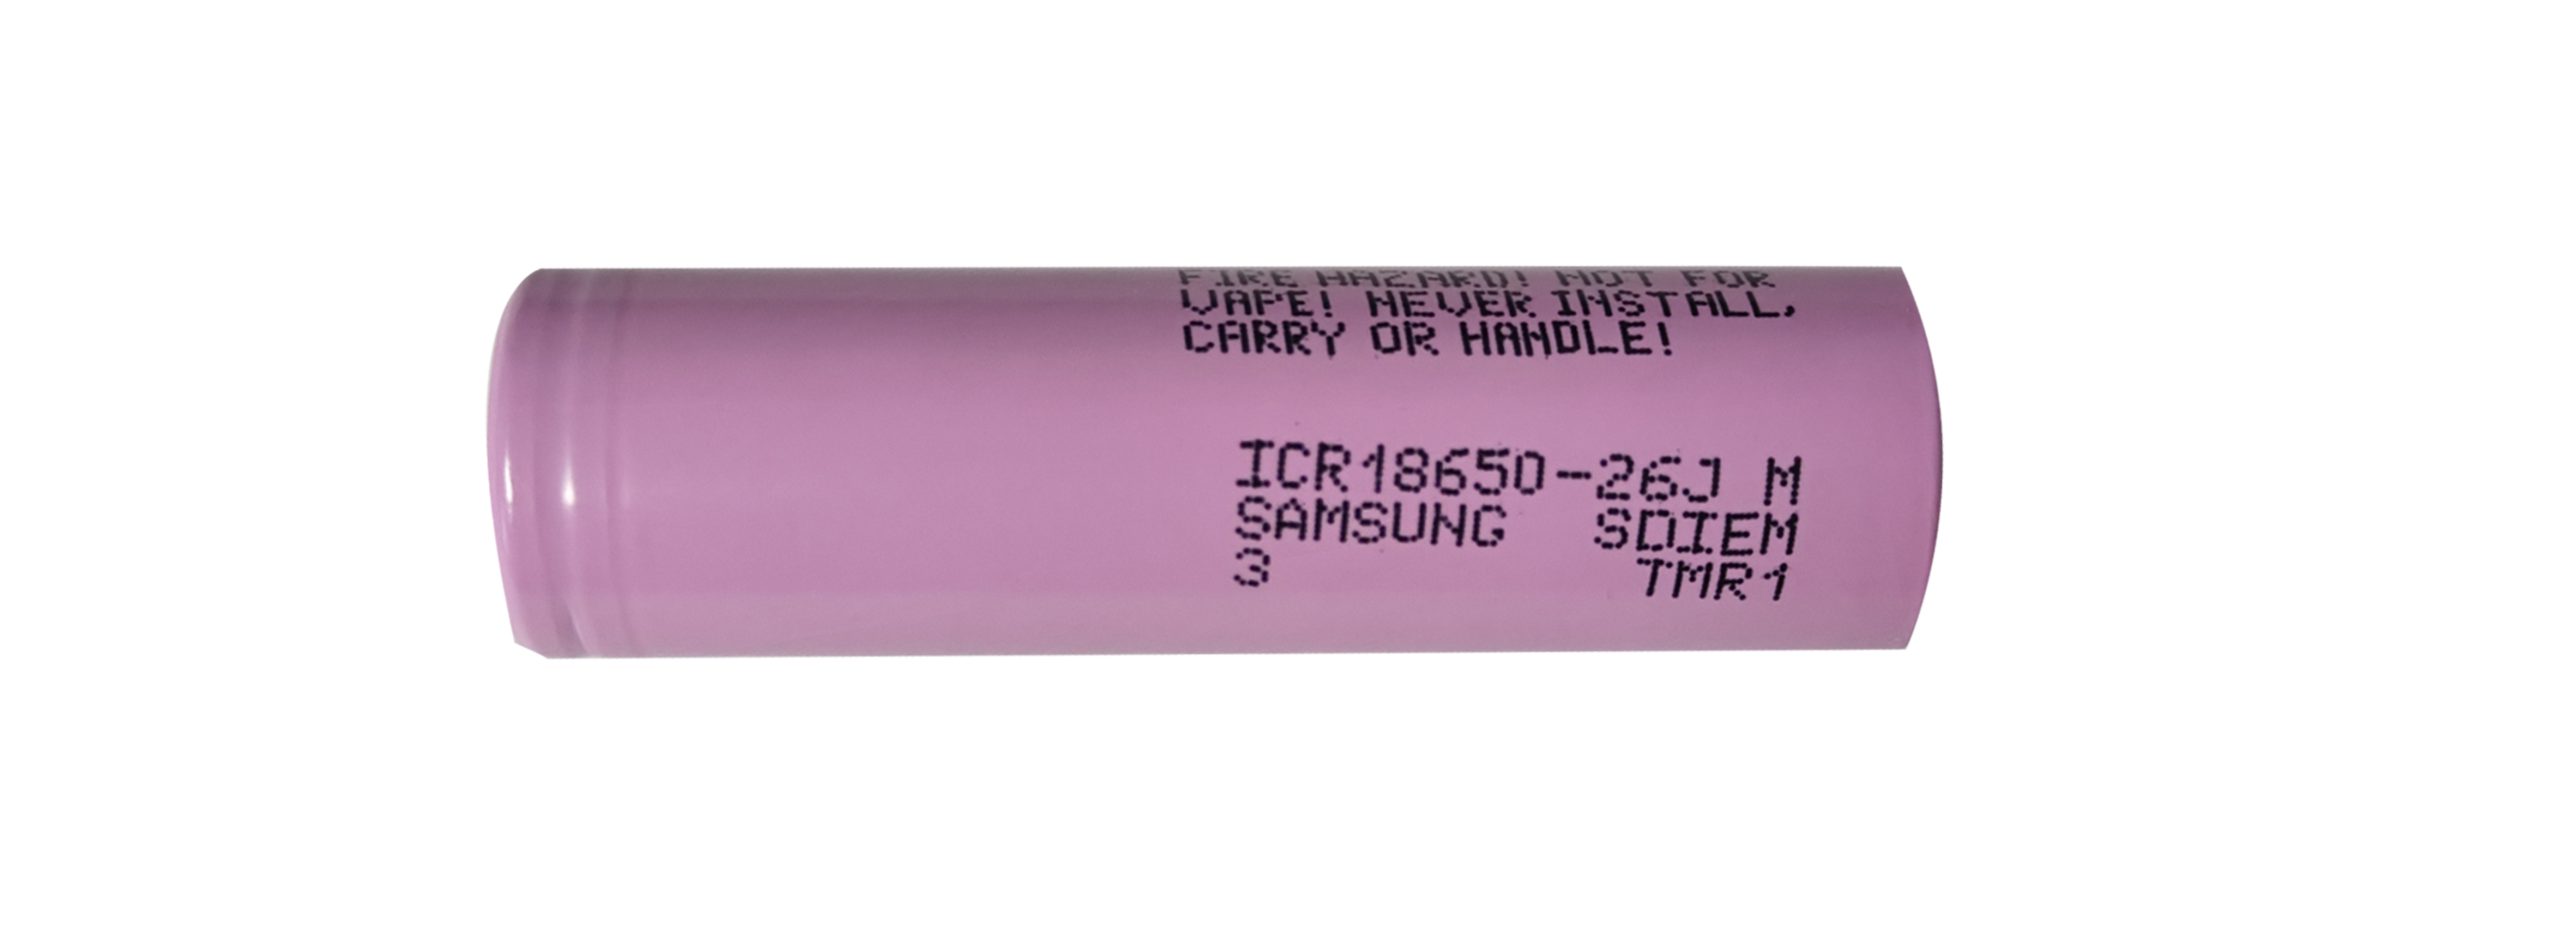 FIRE HAZARD! NOT FOR
VAPE! NEVER INSTALL,
CARRY OR HANDLE!
ICR18650-26J M
SAMSUNG SDIEM
3 TMR1